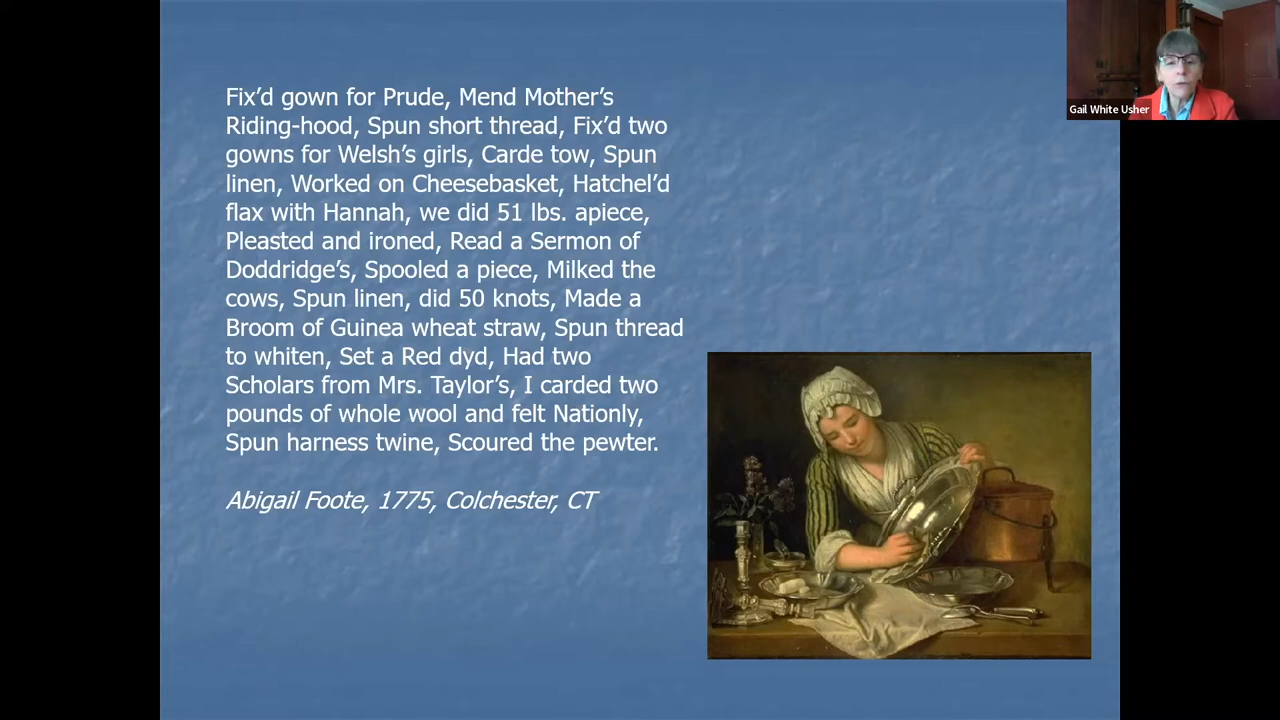 Fix’d gown for Prude, Mend Mother’s
Riding-hood, Spun short thread, Fix’d two
gowns for Welsh’s girls, Carde tow, Spun
linen, Worked on Cheesebasket, Hatchel’d
flax with Hannah, we did 51 lbs. apiece,
Pleasted and ironed, Read a Sermon of
Doddridge’s, Spooled a piece, Milked the
cows, Spun linen, did 50 knots, Made a
Broom of Guinea wheat straw, Spun thread
to whiten, Set a Red dyd, Had two
Scholars from Mrs. Taylor’s, I carded two
pounds of whole wool and felt Nationly,
Spun harness twine, Scoured the pewter.
Abigail Foote, 1775, Colchester, CT
Gail White Usher